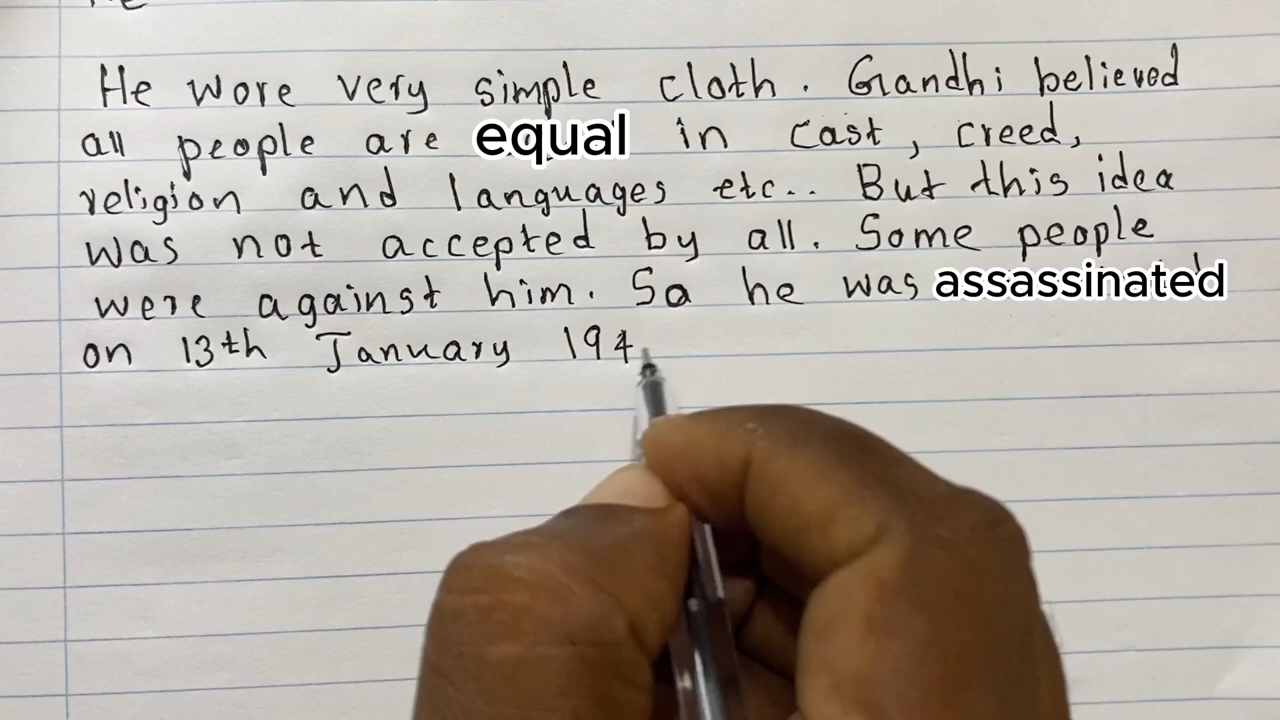 He wore very simple cloth. Gandhi believed
all people are equal in cast, creed,
religion and languages etc.. But this idea
was not accepted by all. Some people
were against him. So he was assassinated
on 13th January 194